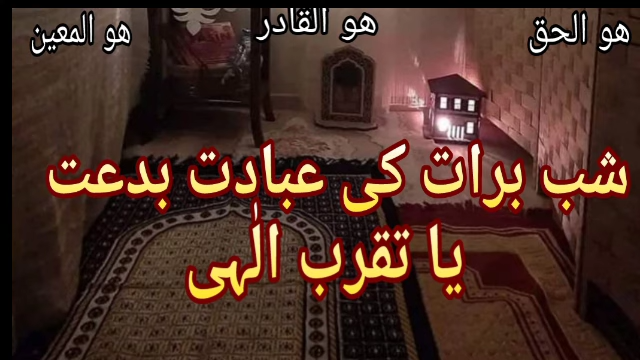 هو الحق
هو القادر
هو المعین
شب برات کی عبادت بدعت
یا تقرب الٰہی